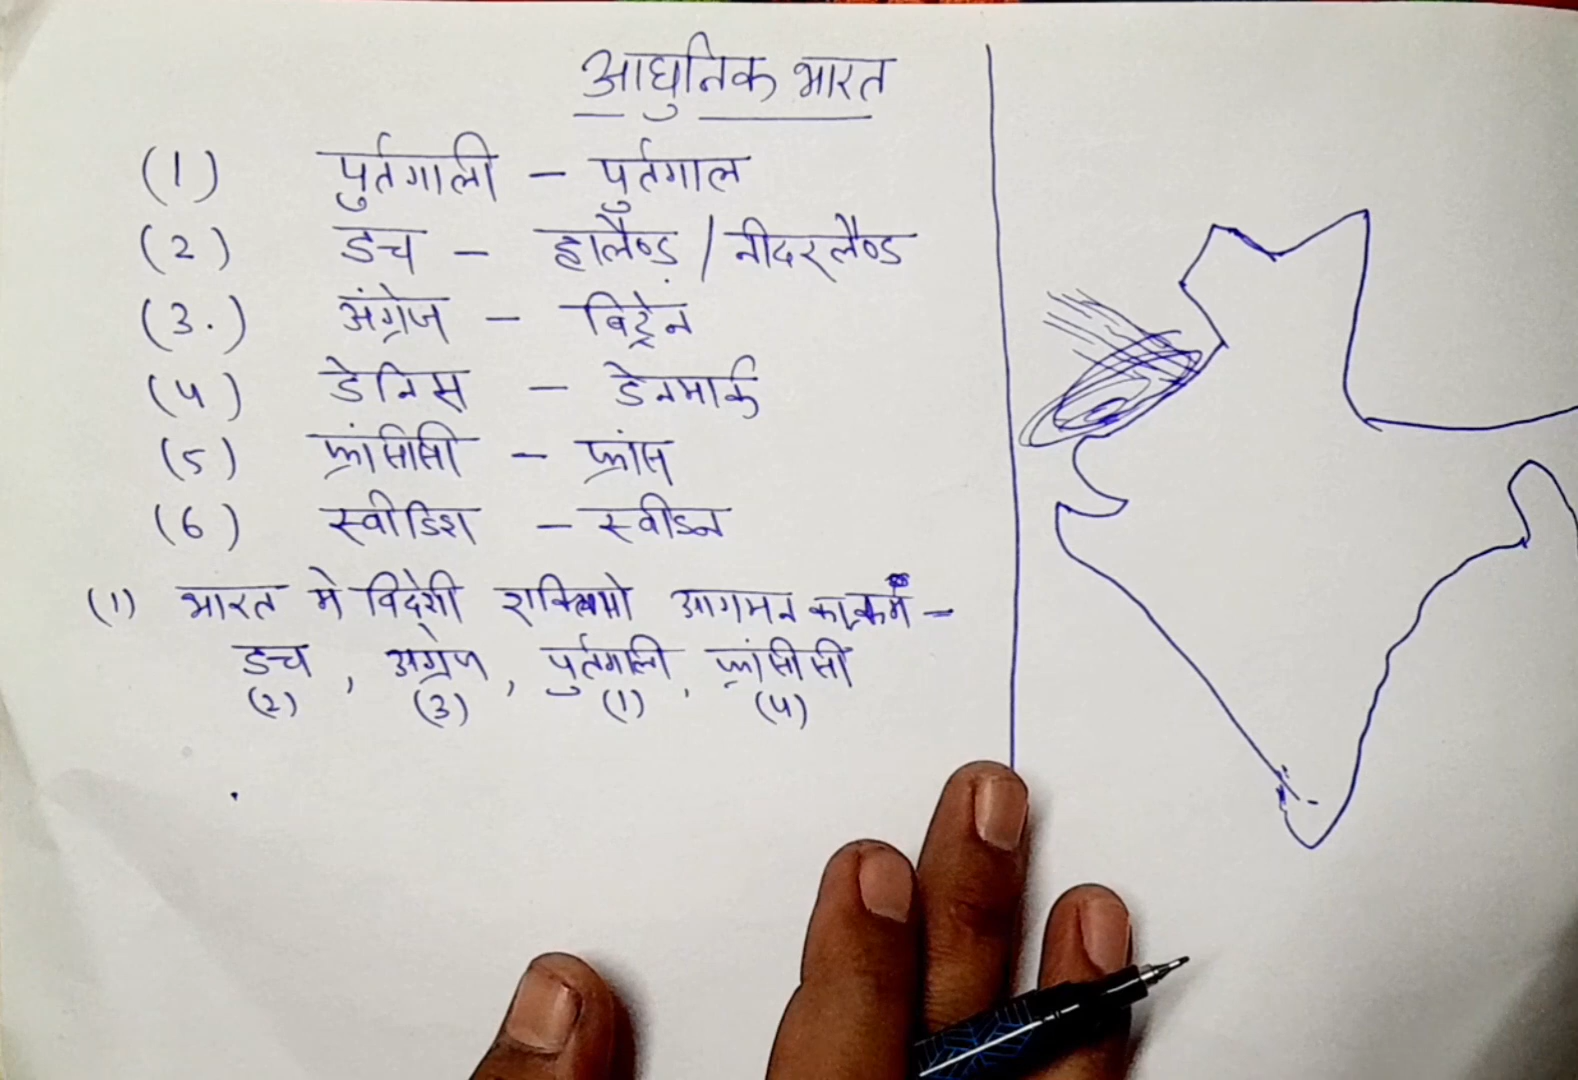 आधुनिक भारत
(1) पुर्तगाली – पुर्तगाल
(2) डच – हालैण्ड / नीदरलैण्ड
(3.) अंग्रेज – ब्रिट्रेन
(4) डेनिस – डेनमार्क
(5) फ्रांसीसी – फ्रांस
(6) स्वीडिश – स्वीडन
(1) भारत मे विदेशी आगमन का क्रम –
डच , अंग्रेज , पुर्तगाली , फ्रांसीसी
(2) (3) (1) (4)